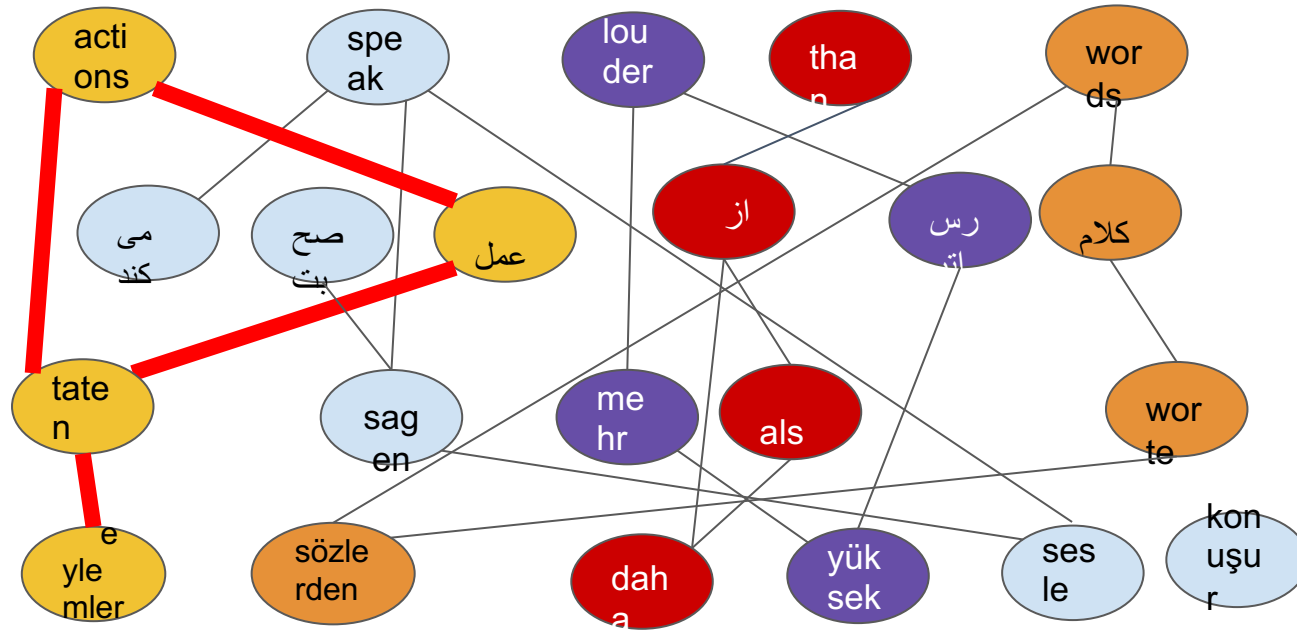 acti
ons
spe
ak
lou
der
tha
n
wor
ds
می
کند
صح
بت
عمل
از
رس
اتر
کلام
tate
n
sag
en
me
hr
als
wor
te
e
yle
mler
sözle
rden
dah
a
yük
sek
ses
le
kon
uşu
r